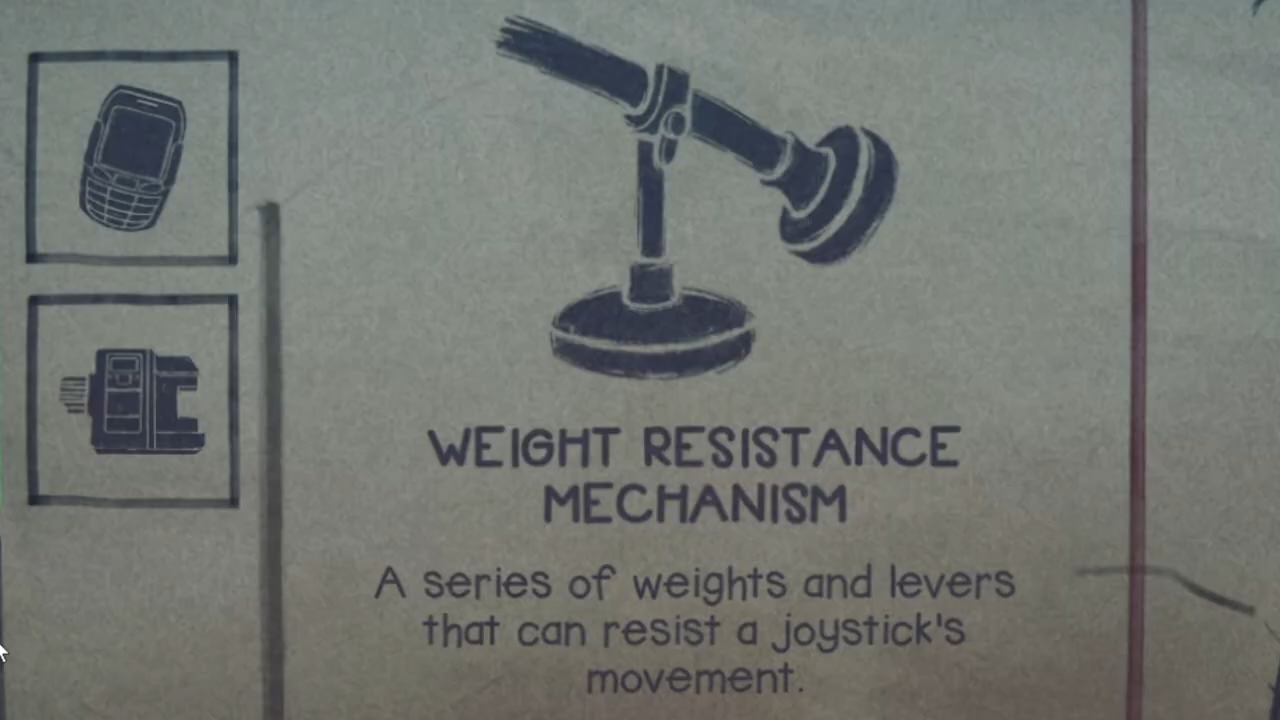 WEIGHT RESISTANCE
MECHANISM
A series of weights and levers
that can resist a joystick's
movement.